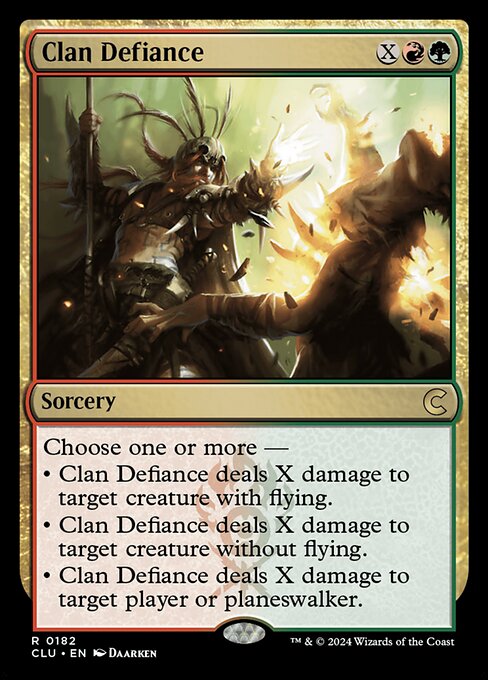 Clan Defiance X
Sorcery
Choose one or more —
• Clan Defiance deals X damage to
target creature with flying.
• Clan Defiance deals X damage to
target creature without flying.
• Clan Defiance deals X damage to
target player or planeswalker.
R 0182
CLU • EN DAARKEN
™ & © 2024 Wizards of the Coast